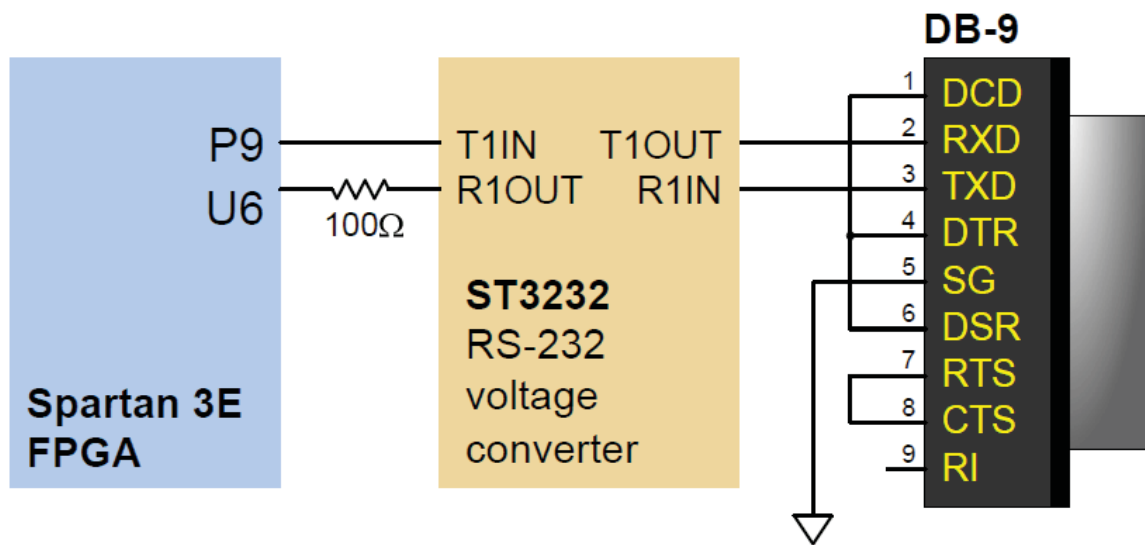 DB-9
P9
U6
100Ω
T1IN T1OUT
R1OUT R1IN
ST3232
RS-232
voltage
converter
Spartan 3E
FPGA
1 DCD
2 RXD
3 TXD
4 DTR
5 SG
6 DSR
7 RTS
8 CTS
9 RI